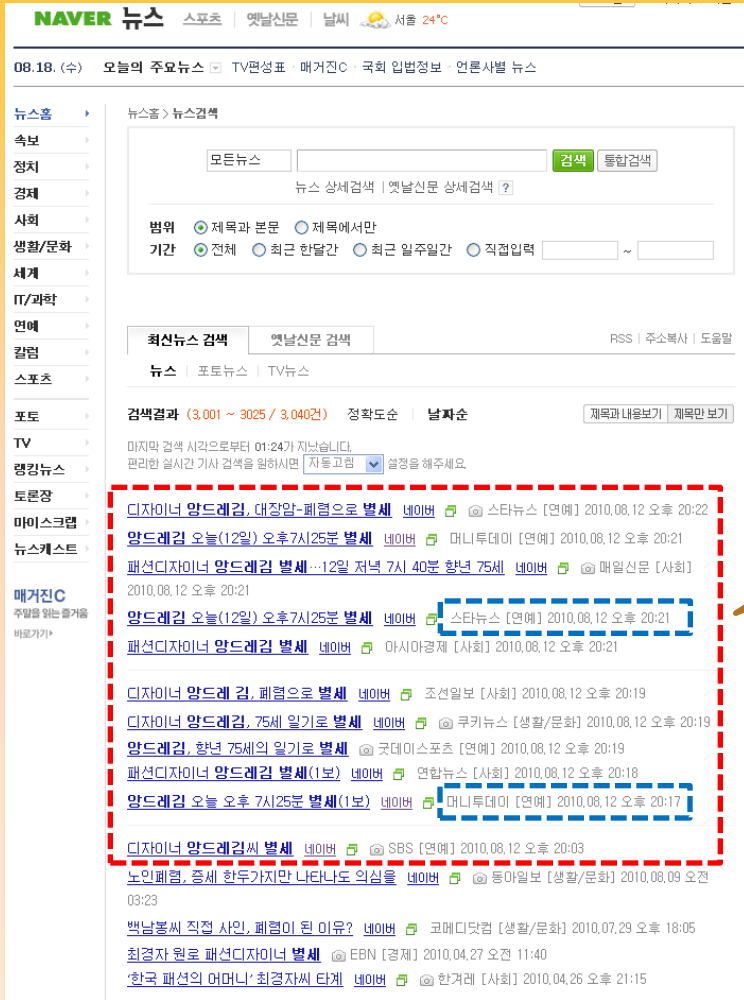 NAVER 뉴스 스포츠 | 옛날신문 | 날씨 서울 24°C
08.18. (수) 오늘의 주요뉴스 TV편성표 · 매거진C · 국회 입법정보 · 언론사별 뉴스
뉴스홈
속보
정치
경제
사회
생활/문화
세계
IT/과학
연예
칼럼
스포츠
포토
TV
랭킹뉴스
토론장
마이스크랩
뉴스캐스트
매거진C
주말을 읽는 즐거움
바로가기
뉴스홈 > 뉴스검색
모든뉴스 검색 통합검색
뉴스 상세검색 | 옛날신문 상세검색 ?
범위 제목과 본문 제목에서만
기간 전체 최근 한달간 최근 일주일간 직접입력 ~
최신뉴스 검색 옛날신문 검색 RSS | 주소복사 | 도움말
뉴스 | 포토뉴스 | TV뉴스
검색결과 (3,001 ~ 3025 / 3,040건) 정확도순 | 날짜순 제목과 내용보기 제목만 보기
마지막 검색 시각으로부터 01:24가 지났습니다.
편리한 실시간 기사 검색을 원하시면 자동고침 설정을 해주세요.
디자이너 앙드레김, 대장암-폐렴으로 별세 네이버 스타뉴스 [연예] 2010.08.12 오후 20:22
앙드레김 오늘(12일) 오후7시25분 별세 네이버 머니투데이 [연예] 2010.08.12 오후 20:21
패션디자이너 앙드레김 별세…12일 저녁 7시 40분 향년 75세 네이버 매일신문 [사회]
2010.08.12 오후 20:21
앙드레김 오늘(12일) 오후7시25분 별세 네이버 스타뉴스 [연예] 2010.08.12 오후 20:21
패션디자이너 앙드레김 별세 네이버 아시아경제 [사회] 2010.08.12 오후 20:21
디자이너 앙드레 김, 폐렴으로 별세 네이버 조선일보 [사회] 2010.08.12 오후 20:19
디자이너 앙드레김, 75세 일기로 별세 네이버 쿠키뉴스 [생활/문화] 2010.08.12 오후 20:19
앙드레김, 향년 75세의 일기로 별세 굿데이스포츠 [연예] 2010.08.12 오후 20:19
패션디자이너 앙드레김 별세(1보) 네이버 연합뉴스 [사회] 2010.08.12 오후 20:18
앙드레김 오늘 오후 7시25분 별세(1보) 네이버 머니투데이 [연예] 2010.08.12 오후 20:17
디자이너 앙드레김씨 별세 네이버 SBS [연예] 2010.08.12 오후 20:03
노인폐렴, 증세 한두가지만 나타나도 의심을 네이버 동아일보 [생활/문화] 2010.08.09 오전
03:23
백남봉씨 직접 사인, 폐렴이 된 이유? 네이버 코메디닷컴 [생활/문화] 2010.07.29 오후 18:05
최경자 원로 패션디자이너 별세 EBN [경제] 2010.04.27 오전 11:40
‘한국 패션의 어머니’ 최경자씨 타계 네이버 한겨레 [사회] 2010.04.26 오후 21:15